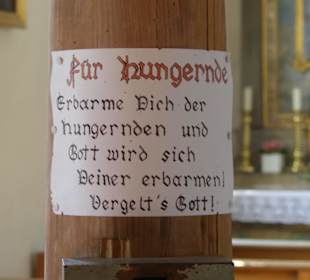 für Hungernde
Erbarme Dich der
hungernden und
Gott wird sich
Deiner erbarmen!
Vergelt's Gott!